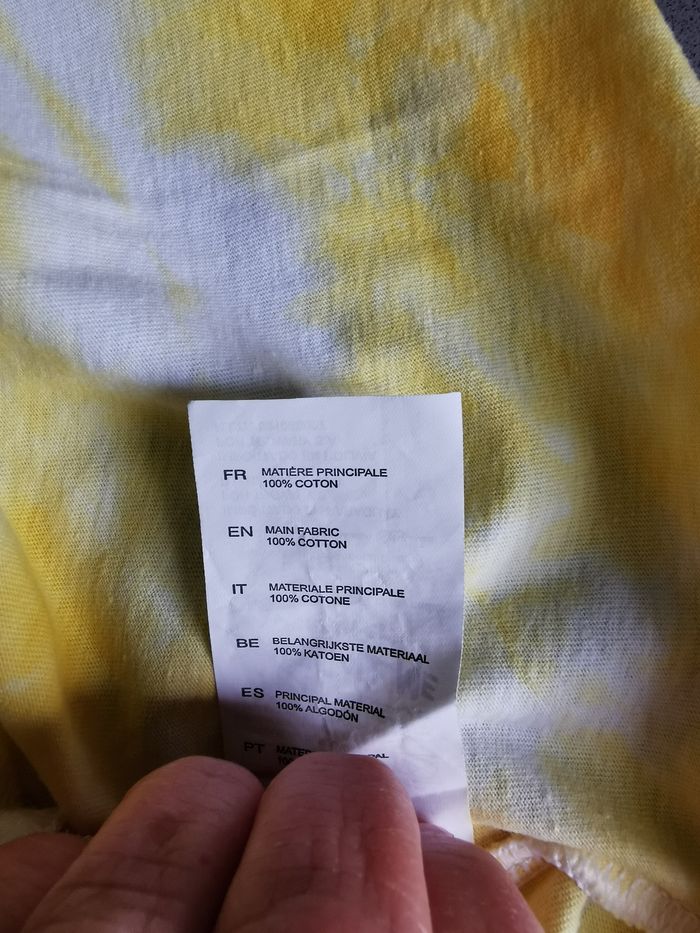 FR MATIÈRE PRINCIPALE
100% COTON
EN MAIN FABRIC
100% COTTON
IT MATERIALE PRINCIPALE
100% COTONE
BE BELANGRIJKSTE MATERIAAL
100% KATOEN
ES PRINCIPAL MATERIAL
100% ALGODÓN
PT